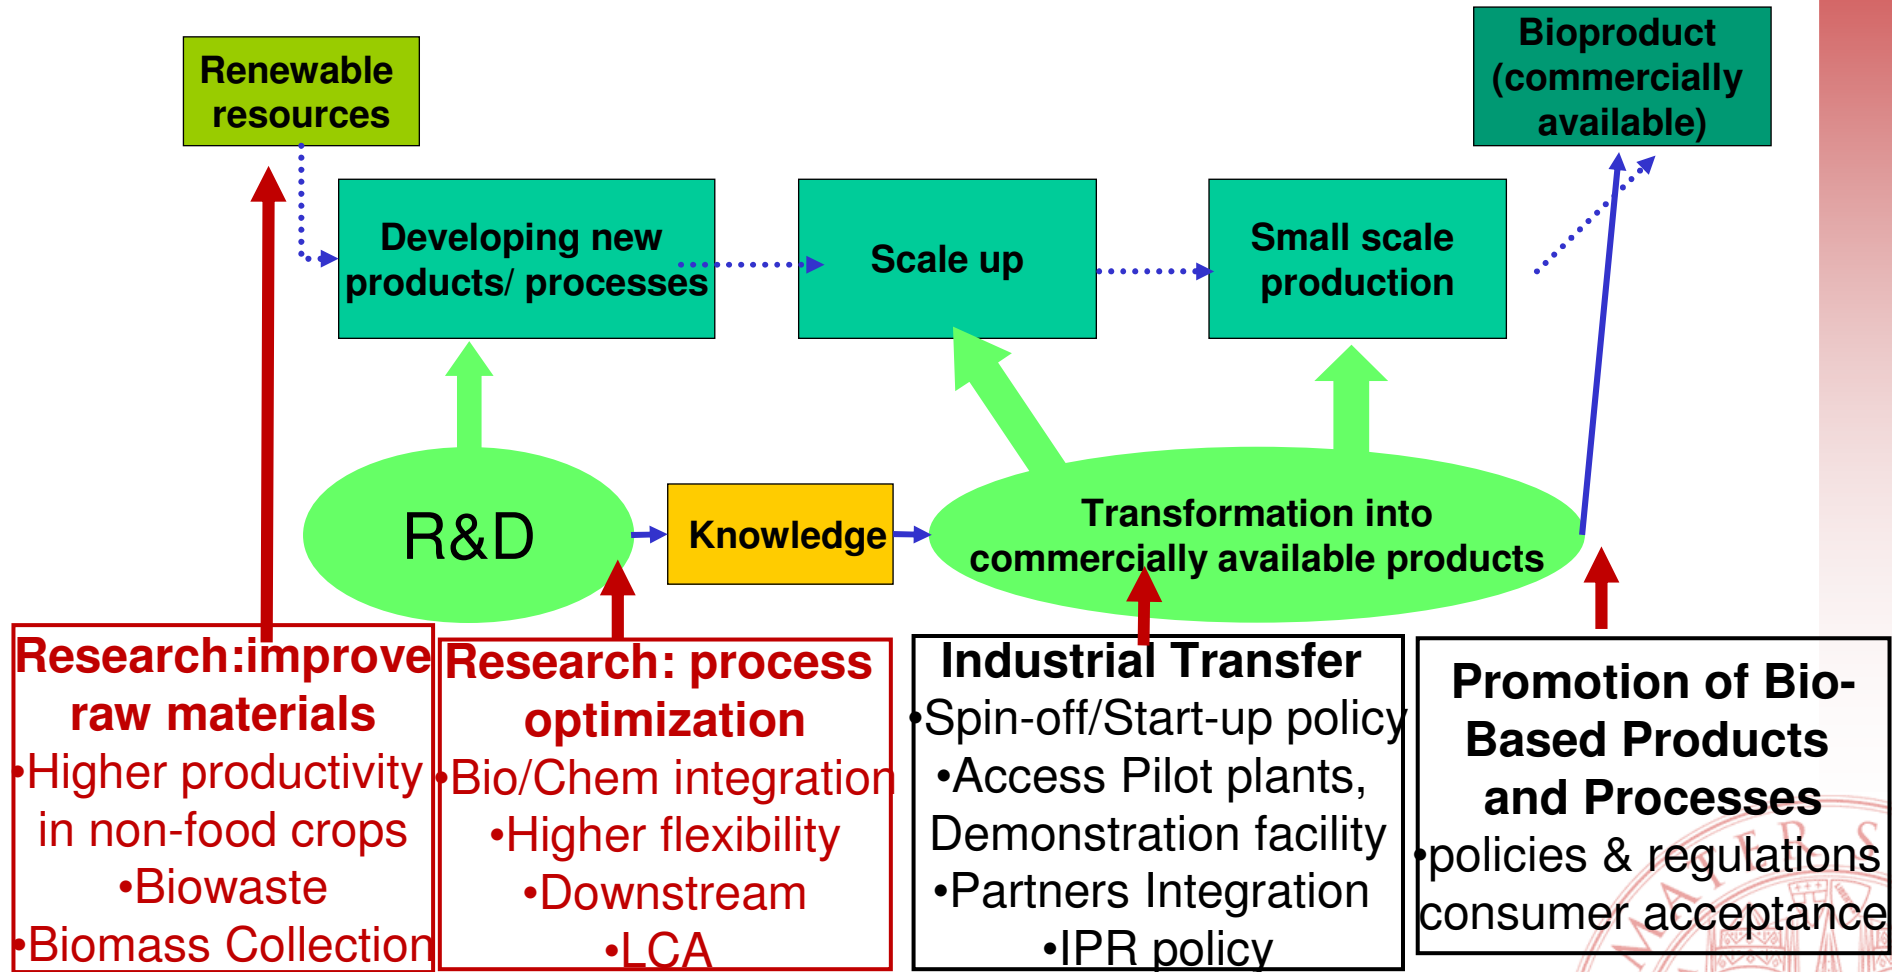 Renewable
resources
Bioproduct
(commercially
available)
Developing new
products/ processes
Scale up
Small scale
production
R&D
Knowledge
Transformation into
commercially available products
Research:improve
raw materials
•Higher productivity
in non-food crops
•Biowaste
•Biomass Collection
Research: process
optimization
•Bio/Chem integration
•Higher flexibility
•Downstream
•LCA
Industrial Transfer
•Spin-off/Start-up policy
•Access Pilot plants,
Demonstration facility
•Partners Integration
•IPR policy
Promotion of Bio-
Based Products
and Processes
•policies & regulations
consumer acceptance